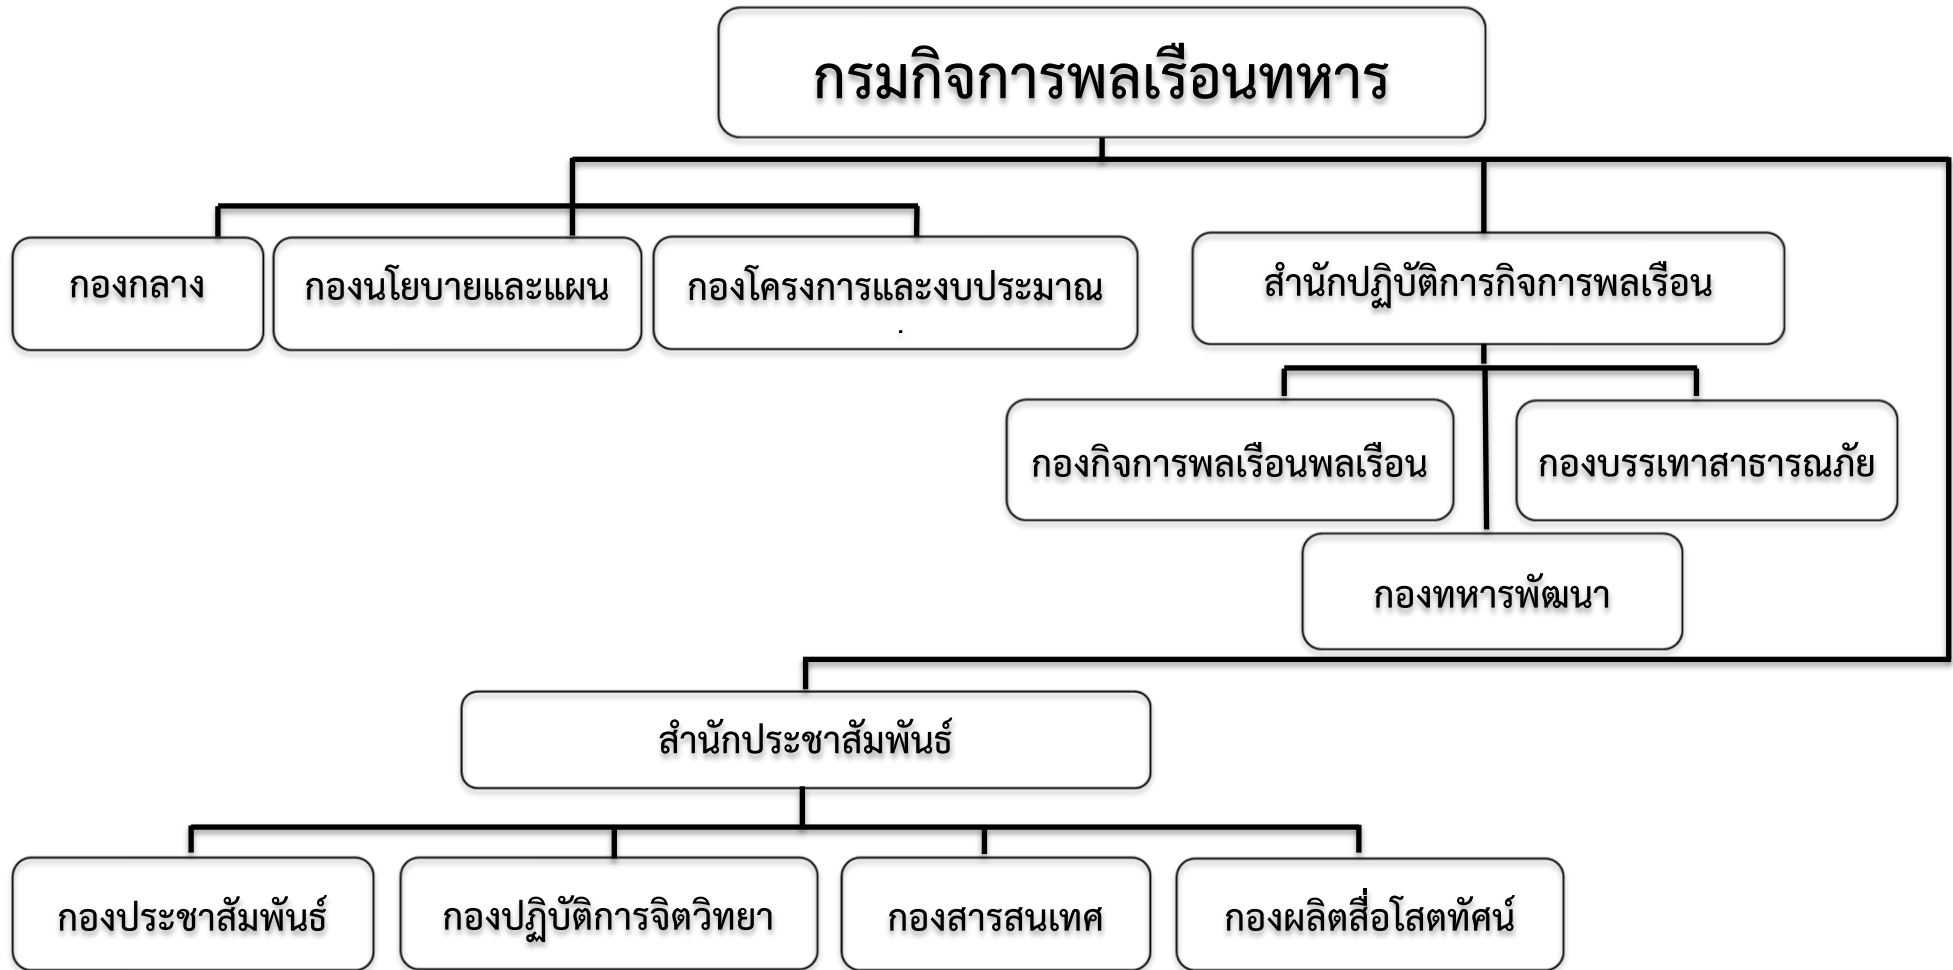 กรมกิจการพลเรือนทหาร
กองกลาง
กองนโยบายและแผน
กองโครงการและงบประมาณ
สำนักปฏิบัติการกิจการพลเรือน
กองกิจการพลเรือนพลเรือน
กองบรรเทาสาธารณภัย
กองทหารพัฒนา
สำนักประชาสัมพันธ์
กองประชาสัมพันธ์
กองปฏิบัติการจิตวิทยา
กองสารสนเทศ
กองผลิตสื่อโสตทัศน์